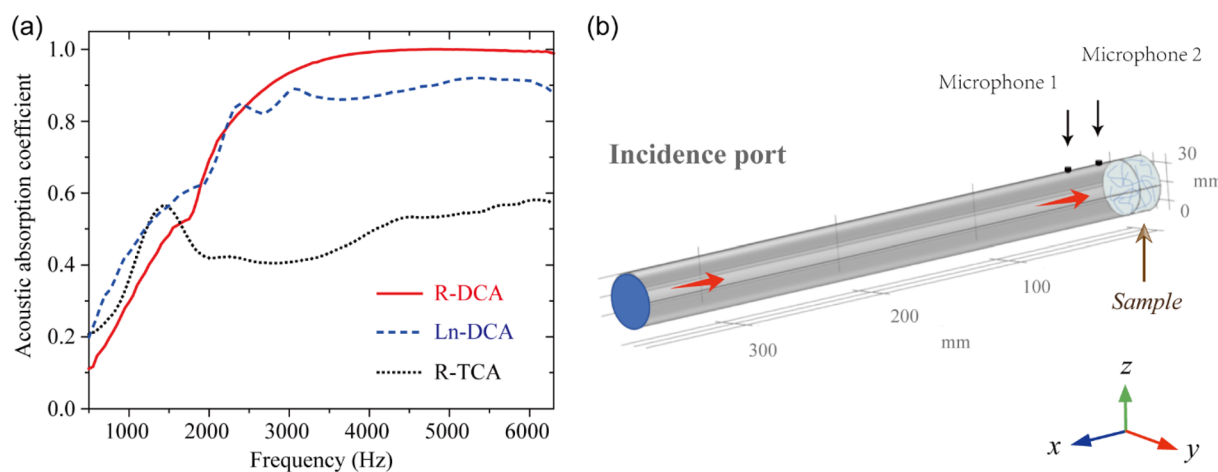 (a)
1.0
0.8
0.6
0.4
0.2
0.0
Acoustic absorption coefficient
R-DCA
Ln-DCA
R-TCA
1000 2000 3000 4000 5000 6000
Frequency (Hz)
(b)
Microphone 2
Microphone 1
Incidence port
30
mm
0
100
200
300
mm
Sample
z
x
y